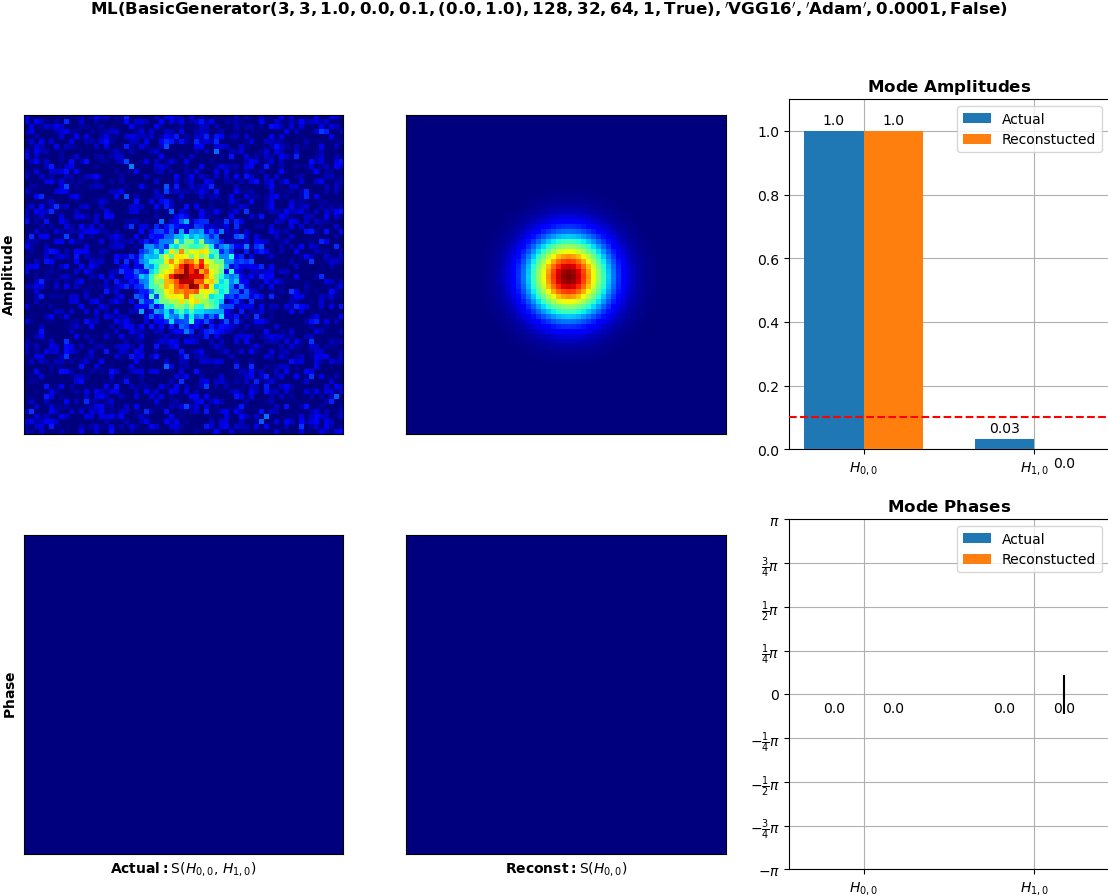 ML(BasicGenerator(3, 3, 1.0, 0.0, 0.1, (0.0, 1.0), 128, 32, 64, 1, True), ′VGG16′, ′Adam′, 0.0001, False)
Amplitude
Mode Amplitudes
Actual
Reconstucted
1.0
1.0
1.0
0.8
0.6
0.4
0.2
0.0
0.03
0.0
H0,0
H1,0
Phase
Mode Phases
Actual
Reconstucted
π
3/4π
1/2π
1/4π
0
−1/4π
−1/2π
−3/4π
−π
0.0
0.0
0.0
0.0
H0,0
H1,0
Actual: S(H0,0, H1,0)
Reconst: S(H0,0)